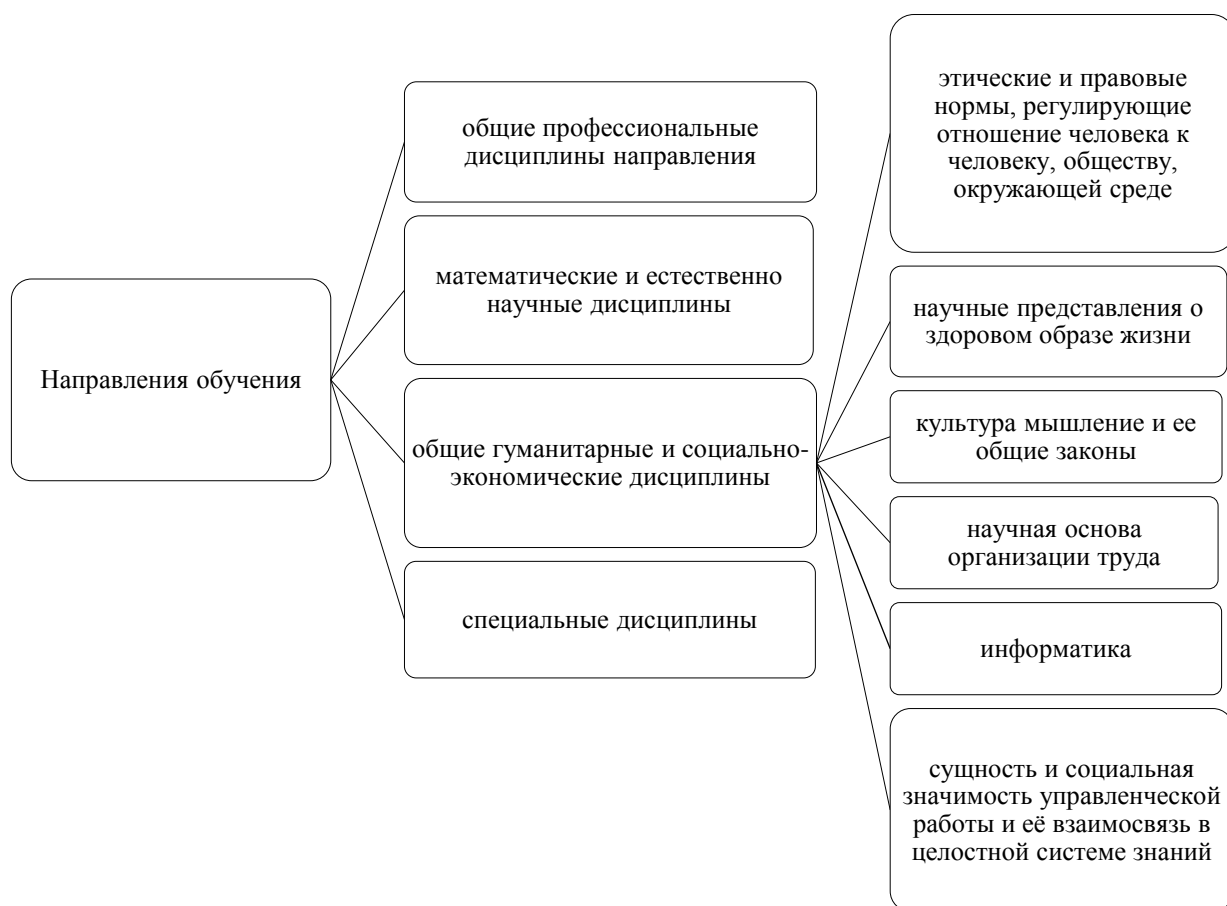 Направления обучения
общие профессиональные
дисциплины направления
математические и естественно
научные дисциплины
общие гуманитарные и социально-
экономические дисциплины
специальные дисциплины
этические и правовые
нормы, регулирующие
отношение человека к
человеку, обществу,
окружающей среде
научные представления о
здоровом образе жизни
культура мышление и ее
общие законы
научная основа
организации труда
информатика
сущность и социальная
значимость управленческой
работы и её взаимосвязь в
целостной системе знаний